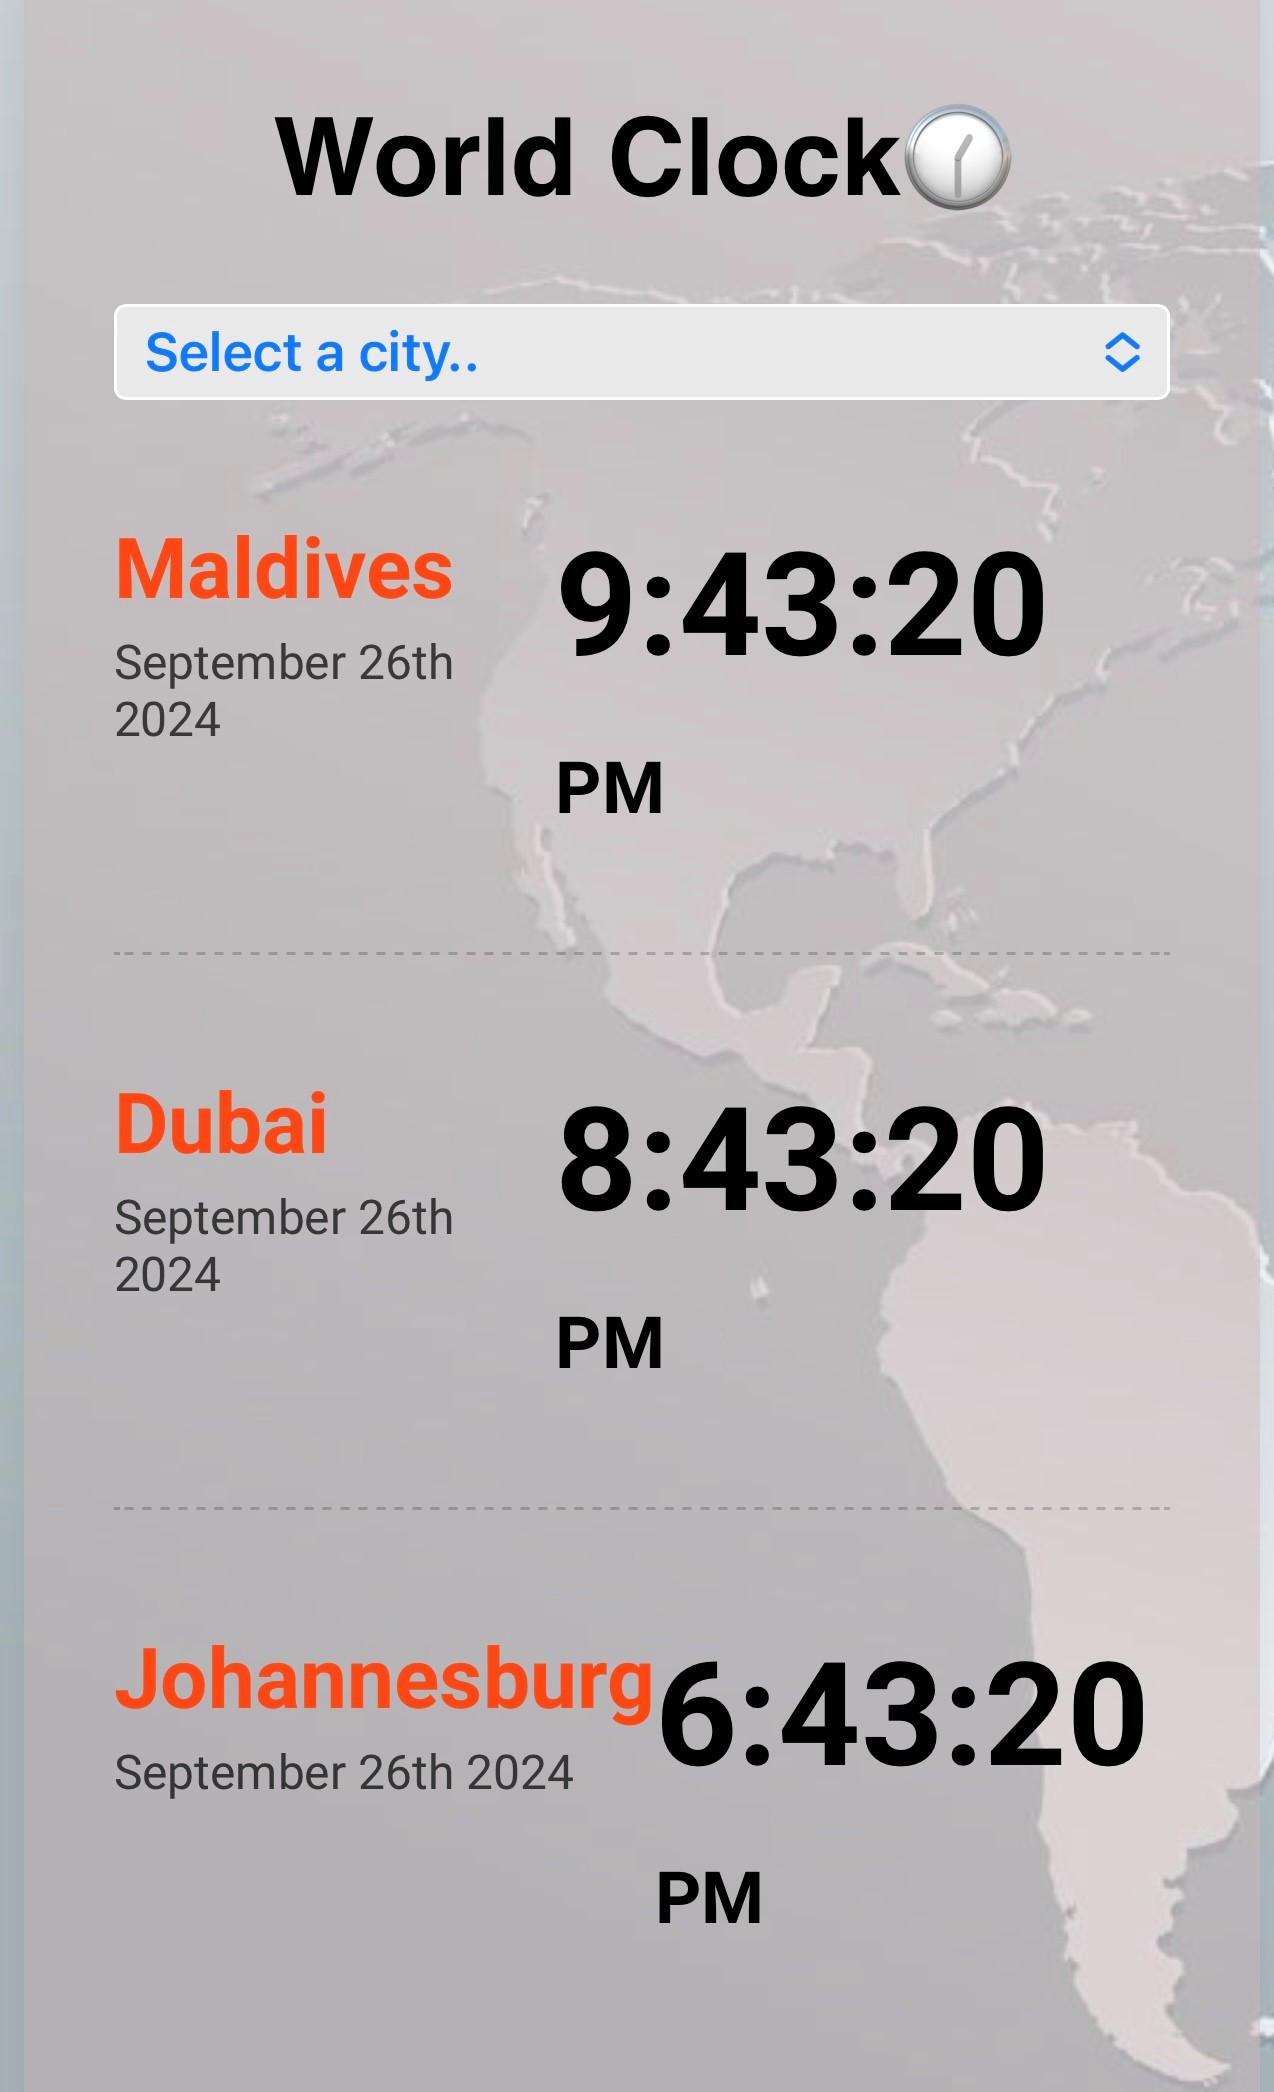 World Clock🕜
Select a city..
Maldives
September 26th
2024
9:43:20
PM
Dubai
September 26th
2024
8:43:20
PM
Johannesburg
September 26th 2024
6:43:20
PM